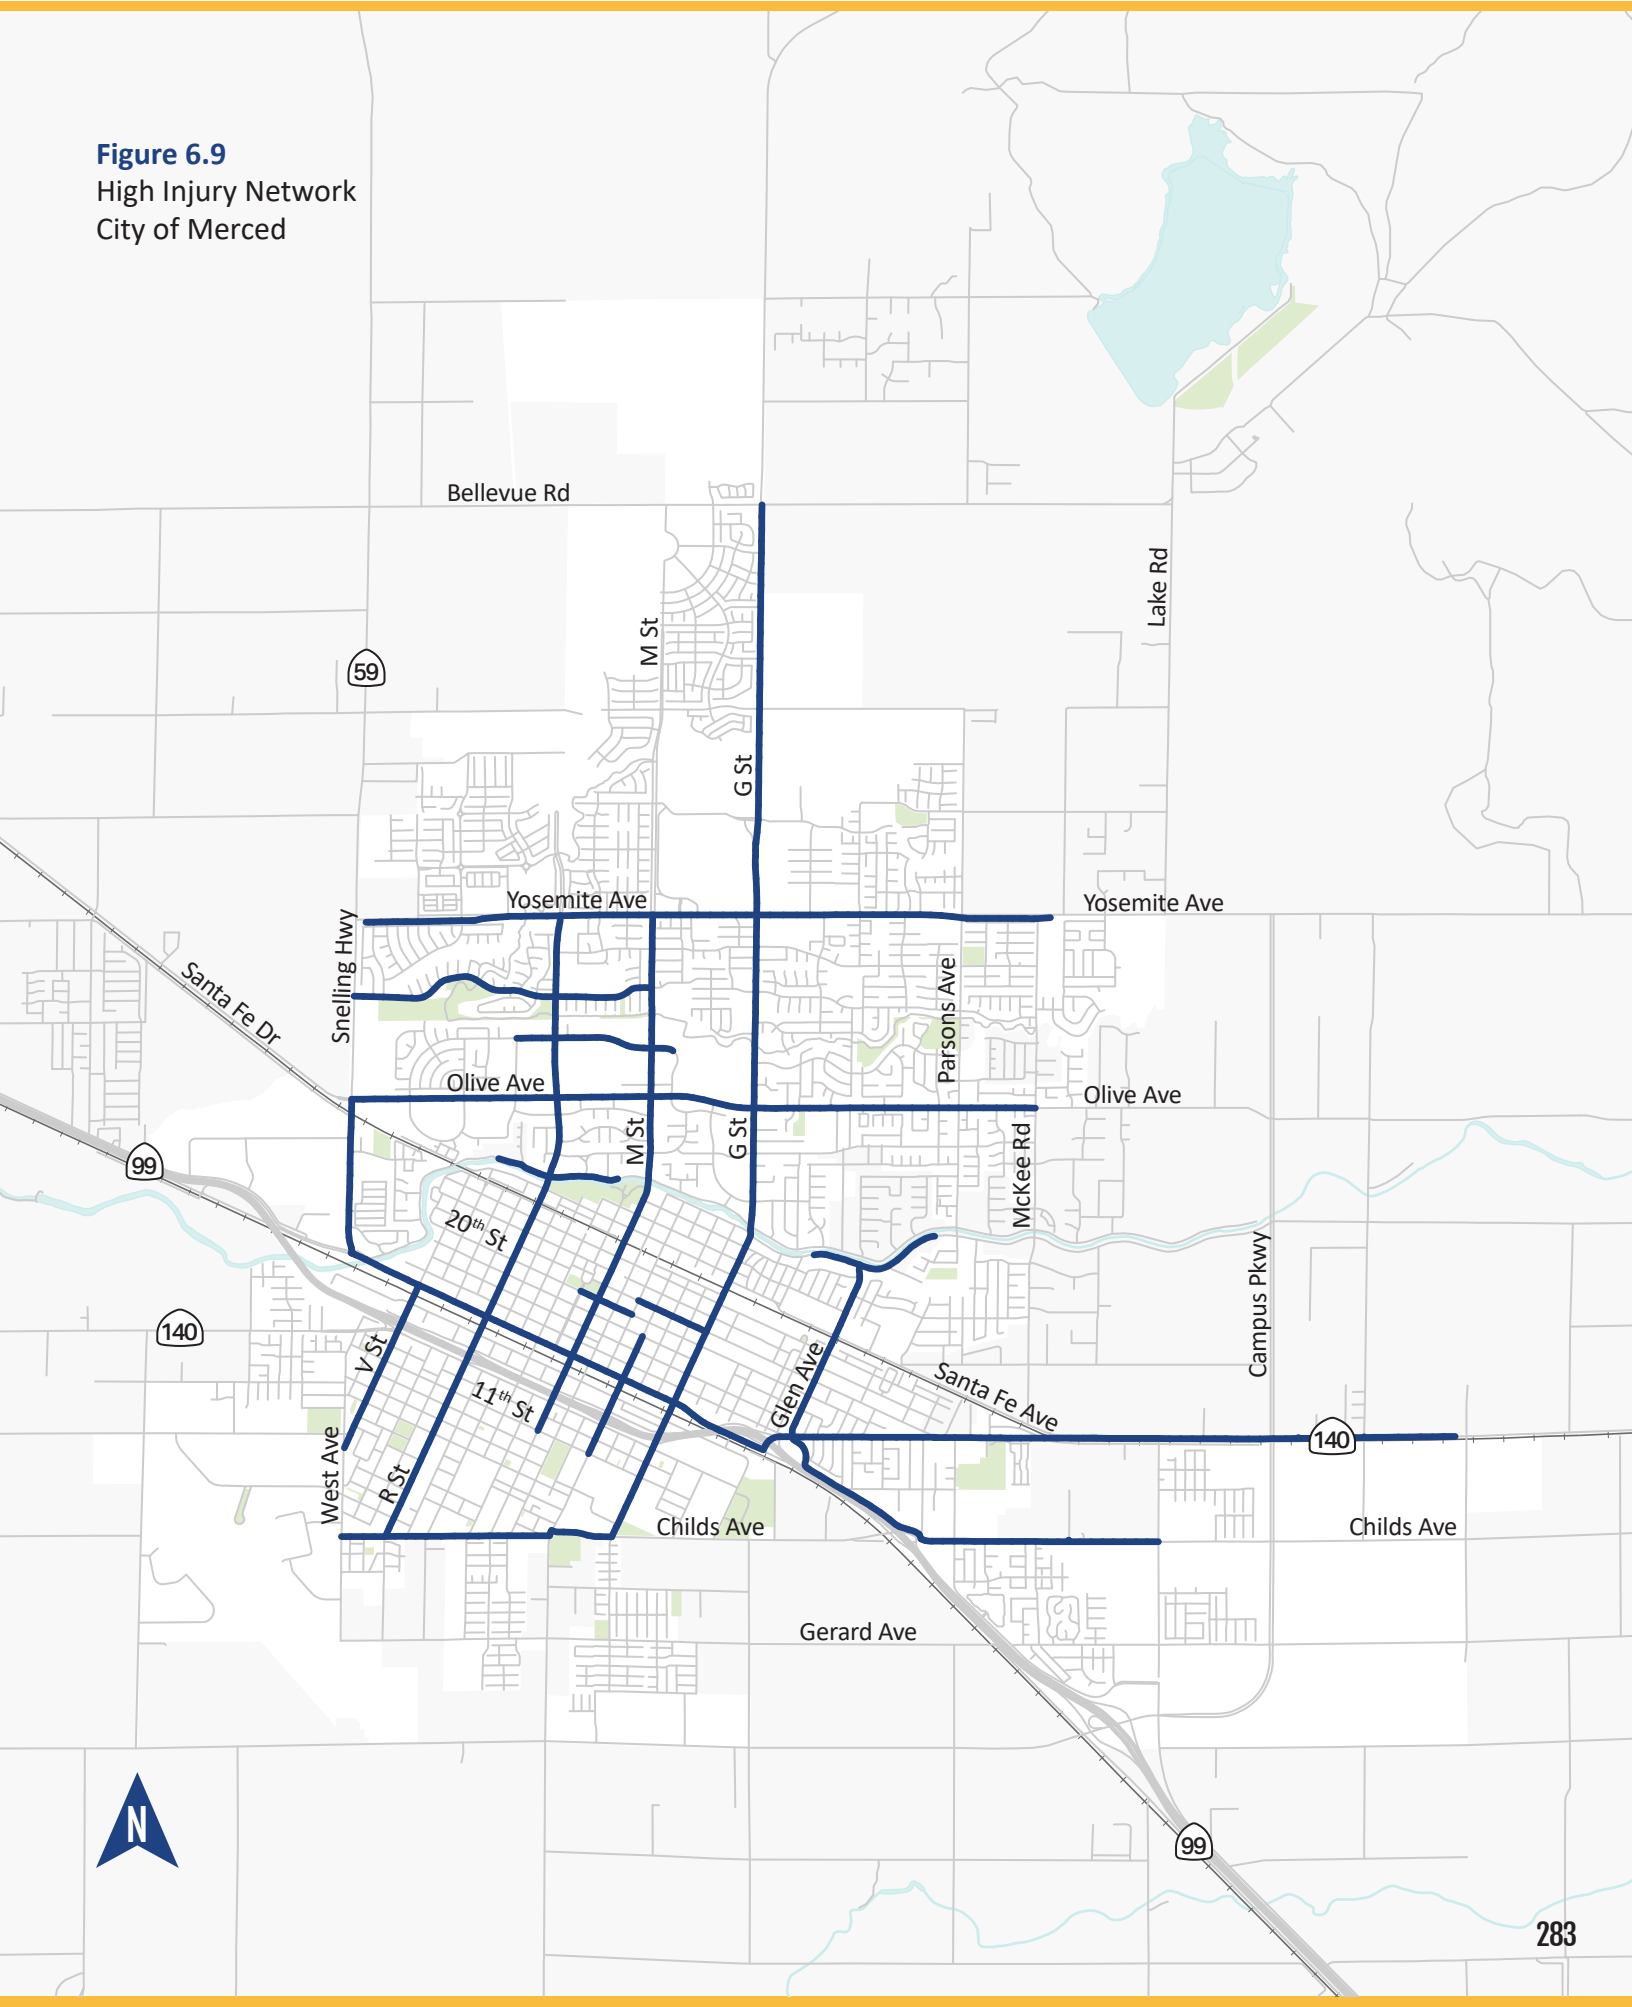 Figure 6.9
High Injury Network
City of Merced
Bellevue Rd
Lake Rd
M St
59
G St
Yosemite Ave
Yosemite Ave
Snelling Hwy
Santa Fe Dr
Parsons Ave
Olive Ave
Olive Ave
M St
G St
McKee Rd
99
20th St
Campus Pkwy
140
V St
Glen Ave
Santa Fe Ave
11th St
West Ave
R St
140
Childs Ave
Childs Ave
Gerard Ave
N
99
283